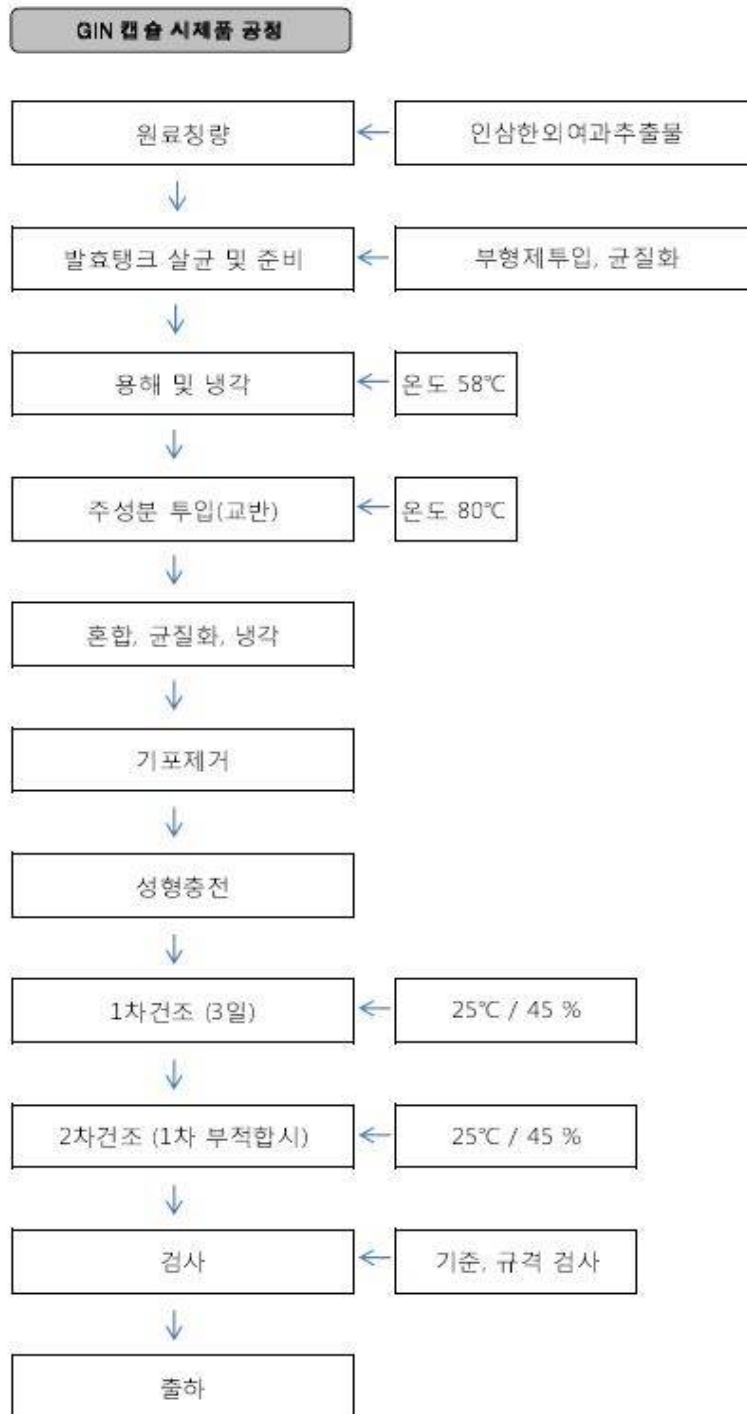 GIN 캡슐 시제품 공정
원료칭량
인삼한외여과추출물
발효탱크 살균 및 준비
부형제투입, 균질화
용해 및 냉각
온도 58℃
주성분 투입(교반)
온도 80℃
혼합, 균질화, 냉각
기포제거
성형충전
1차건조 (3일)
25℃ / 45 %
2차건조 (1차 부적합시)
25℃ / 45 %
검사
기준, 규격 검사
출하